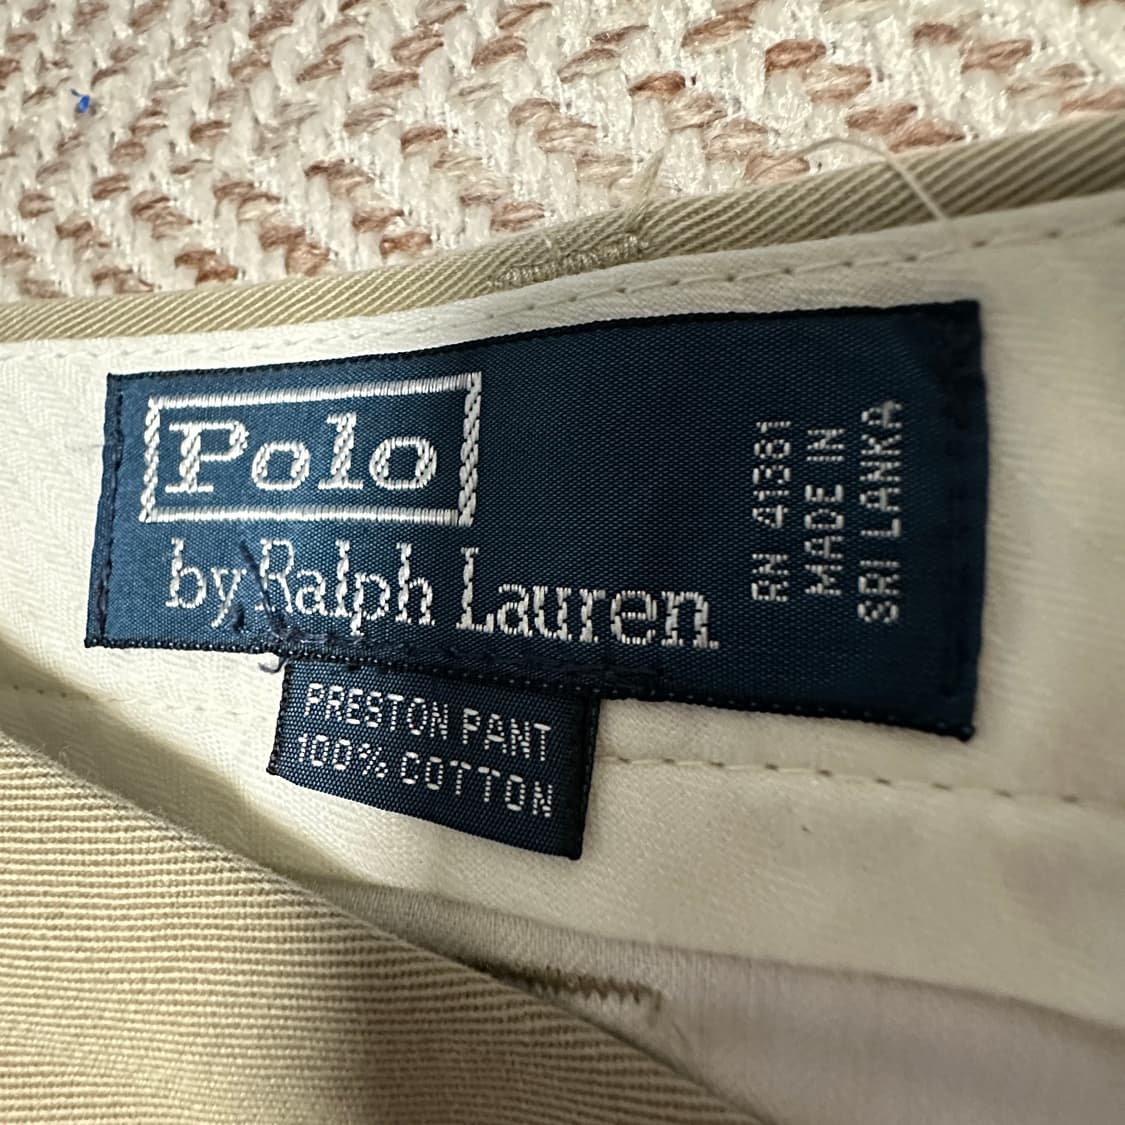 Polo
by Ralph Lauren
RN 41381
MADE IN
SRI LANKA
PRESTON PANT
100% COTTON